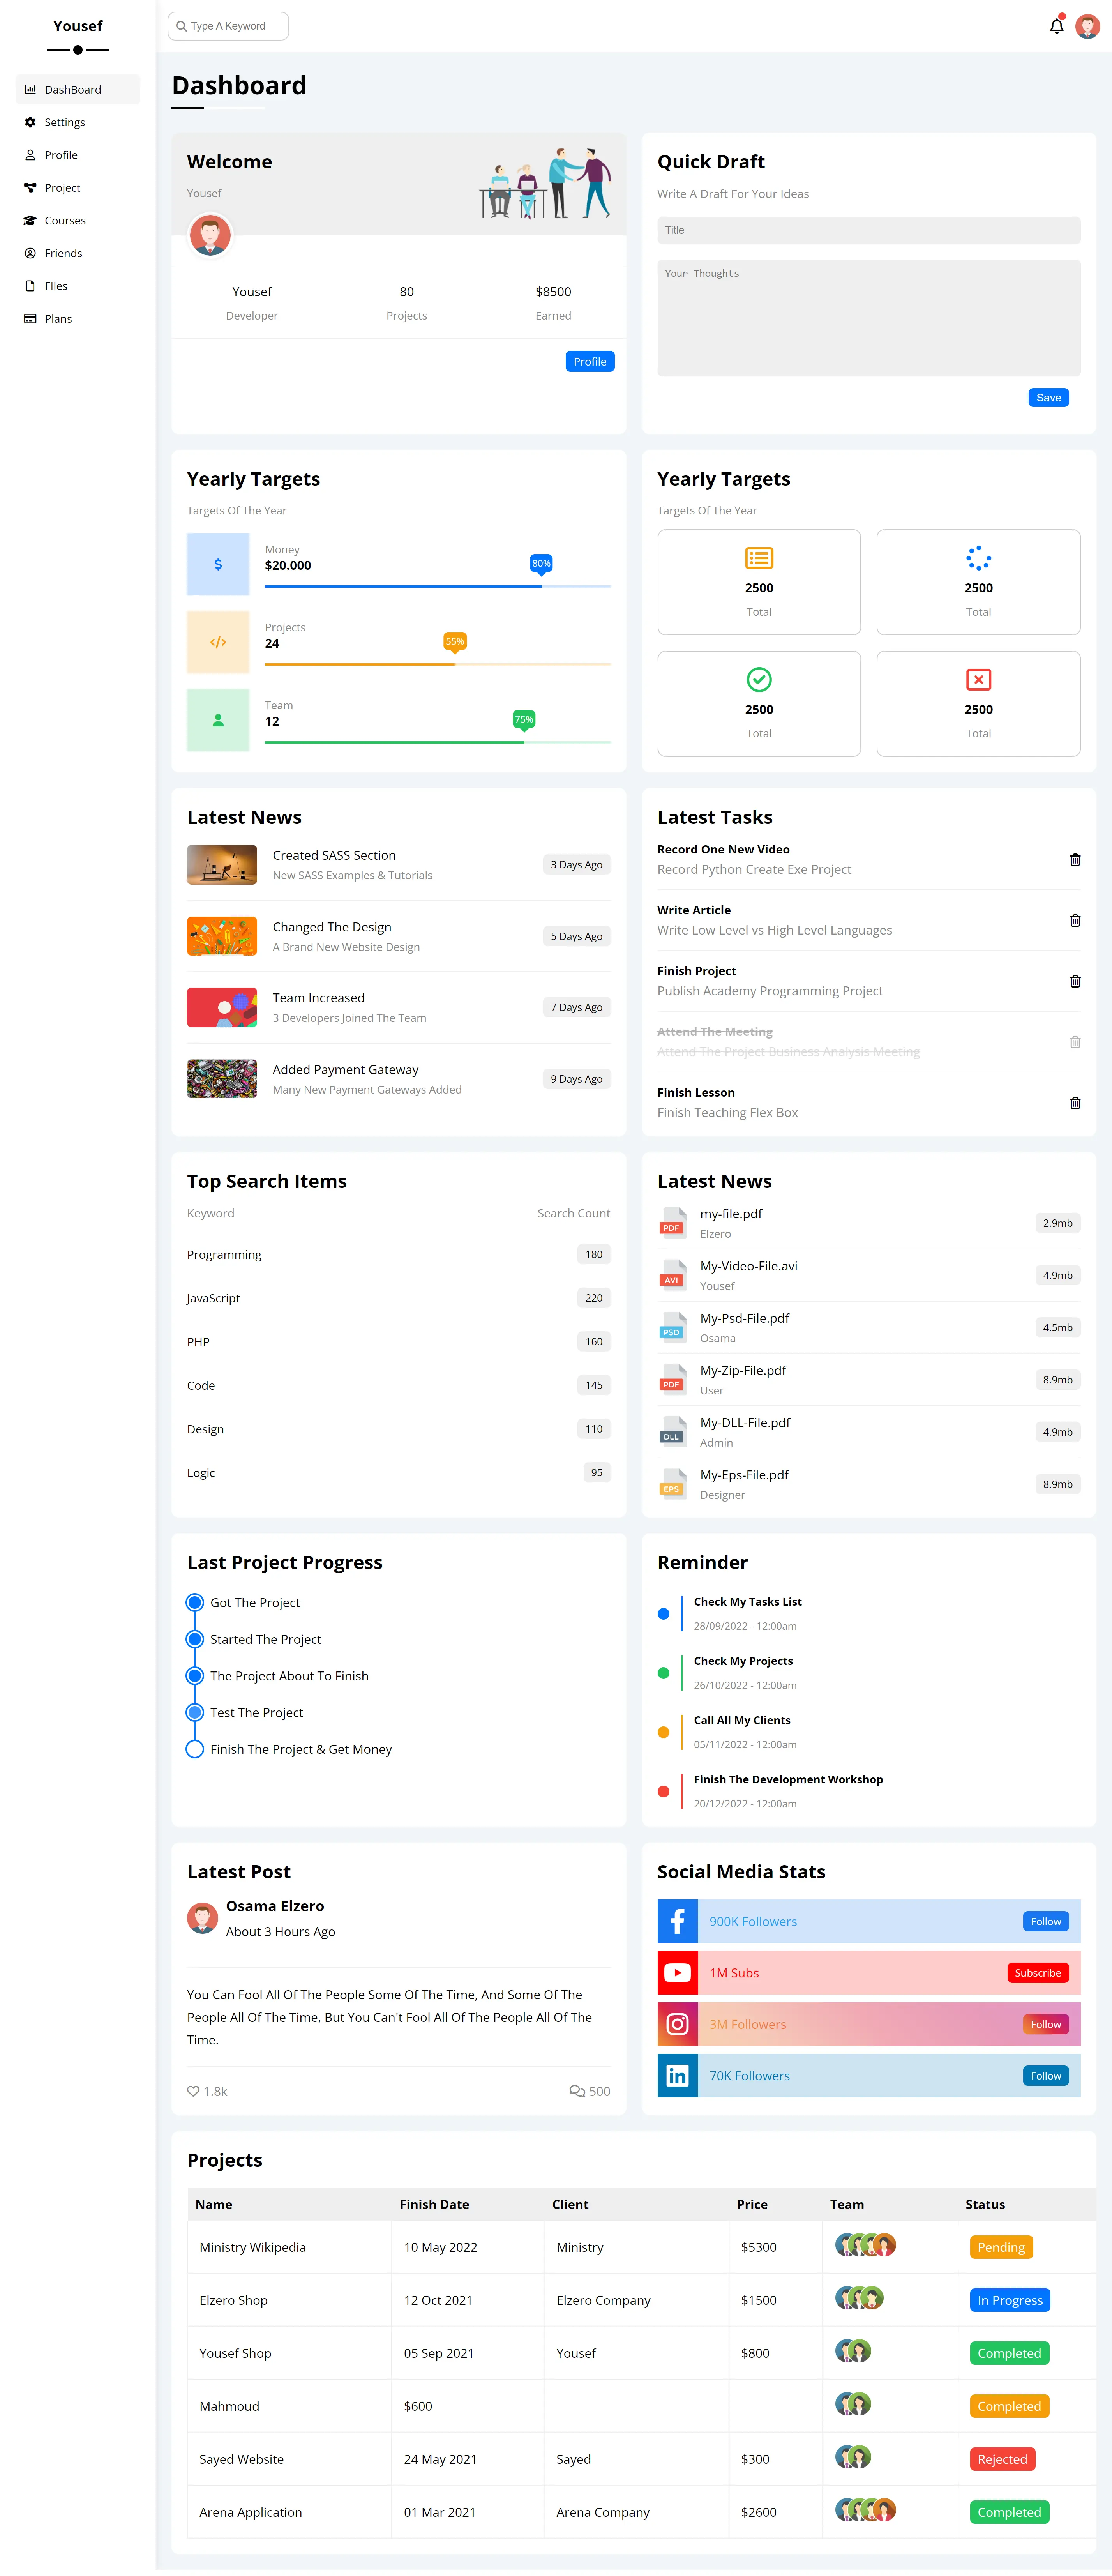 Yousef
DashBoard
Settings
Profile
Project
Courses
Friends
FIles
Plans
Type A Keyword
Dashboard
Welcome
Yousef
Yousef
Developer
80
Projects
$8500
Earned
Profile
Quick Draft
Write A Draft For Your Ideas
Title
Your Thoughts
Save
Yearly Targets
Targets Of The Year
Money
$20.000
80%
Projects
24
55%
Team
12
75%
Yearly Targets
Targets Of The Year
2500
Total
2500
Total
2500
Total
2500
Total
Latest News
Created SASS Section
New SASS Examples & Tutorials
3 Days Ago
Changed The Design
A Brand New Website Design
5 Days Ago
Team Increased
3 Developers Joined The Team
7 Days Ago
Added Payment Gateway
Many New Payment Gateways Added
9 Days Ago
Latest Tasks
Record One New Video
Record Python Create Exe Project
Write Article
Write Low Level vs High Level Languages
Finish Project
Publish Academy Programming Project
Attend The Meeting
Attend The Project Business Analysis Meeting
Finish Lesson
Finish Teaching Flex Box
Top Search Items
Keyword Search Count
Programming 180
JavaScript 220
PHP 160
Code 145
Design 110
Logic 95
Latest News
PDF
my-file.pdf
Elzero
2.9mb
AVI
My-Video-File.avi
Yousef
4.9mb
PSD
My-Psd-File.pdf
Osama
4.5mb
PDF
My-Zip-File.pdf
User
8.9mb
DLL
My-DLL-File.pdf
Admin
4.9mb
EPS
My-Eps-File.pdf
Designer
8.9mb
Last Project Progress
Got The Project
Started The Project
The Project About To Finish
Test The Project
Finish The Project & Get Money
Reminder
Check My Tasks List
28/09/2022 - 12:00am
Check My Projects
26/10/2022 - 12:00am
Call All My Clients
05/11/2022 - 12:00am
Finish The Development Workshop
20/12/2022 - 12:00am
Latest Post
Osama Elzero
About 3 Hours Ago
You Can Fool All Of The People Some Of The Time, And Some Of The
People All Of The Time, But You Can't Fool All Of The People All Of The
Time.
1.8k 500
Social Media Stats
900K Followers Follow
1M Subs Subscribe
3M Followers Follow
in 70K Followers Follow
Projects
Name Finish Date Client Price Team Status
Ministry Wikipedia 10 May 2022 Ministry $5300 Pending
Elzero Shop 12 Oct 2021 Elzero Company $1500 In Progress
Yousef Shop 05 Sep 2021 Yousef $800 Completed
Mahmoud $600 Completed
Sayed Website 24 May 2021 Sayed $300 Rejected
Arena Application 01 Mar 2021 Arena Company $2600 Completed